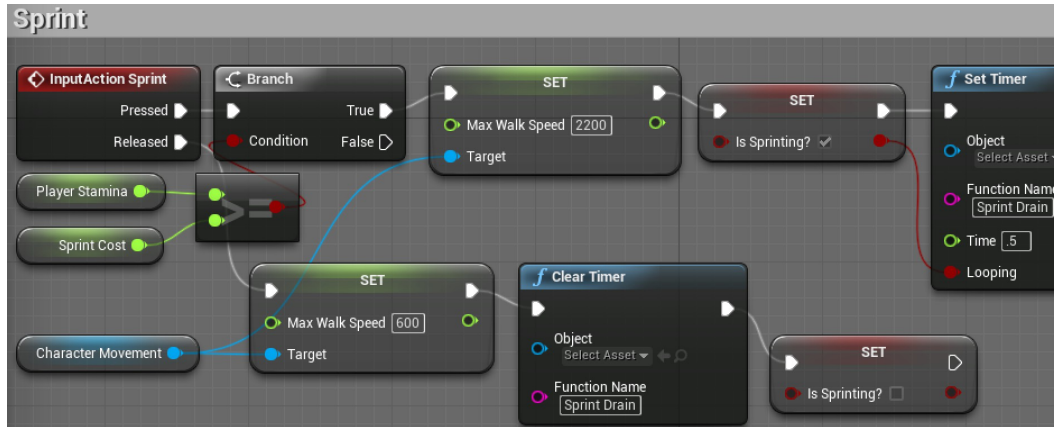 Sprint
InputAction Sprint
Pressed
Released
Branch
True
Condition
False
SET
Max Walk Speed 2200
Target
SET
Is Sprinting?
Set Timer
Object
Select Asset
Function Name
Sprint Drain
Time .5
Looping
Player Stamina
>=
Sprint Cost
Character Movement
SET
Max Walk Speed 600
Target
Clear Timer
Object
Select Asset
Function Name
Sprint Drain
SET
Is Sprinting?